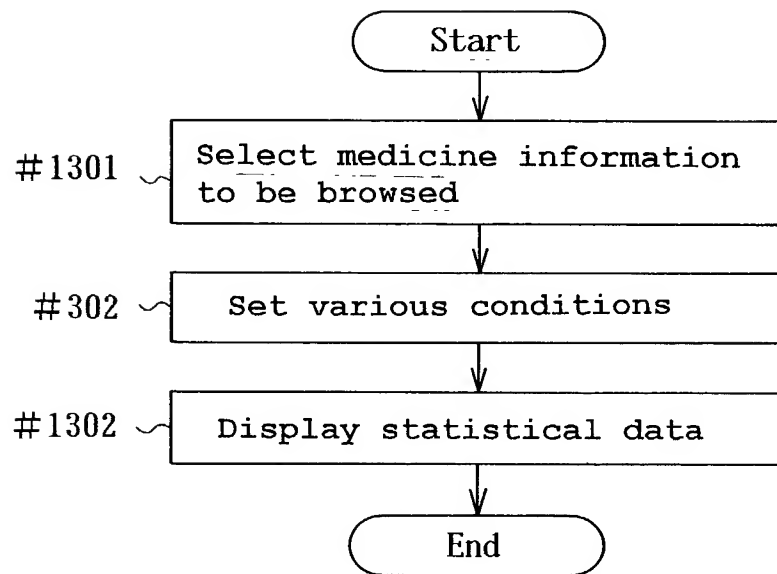 Start
#1301
Select medicine information
to be browsed
#302
Set various conditions
#1302
Display statistical data
End